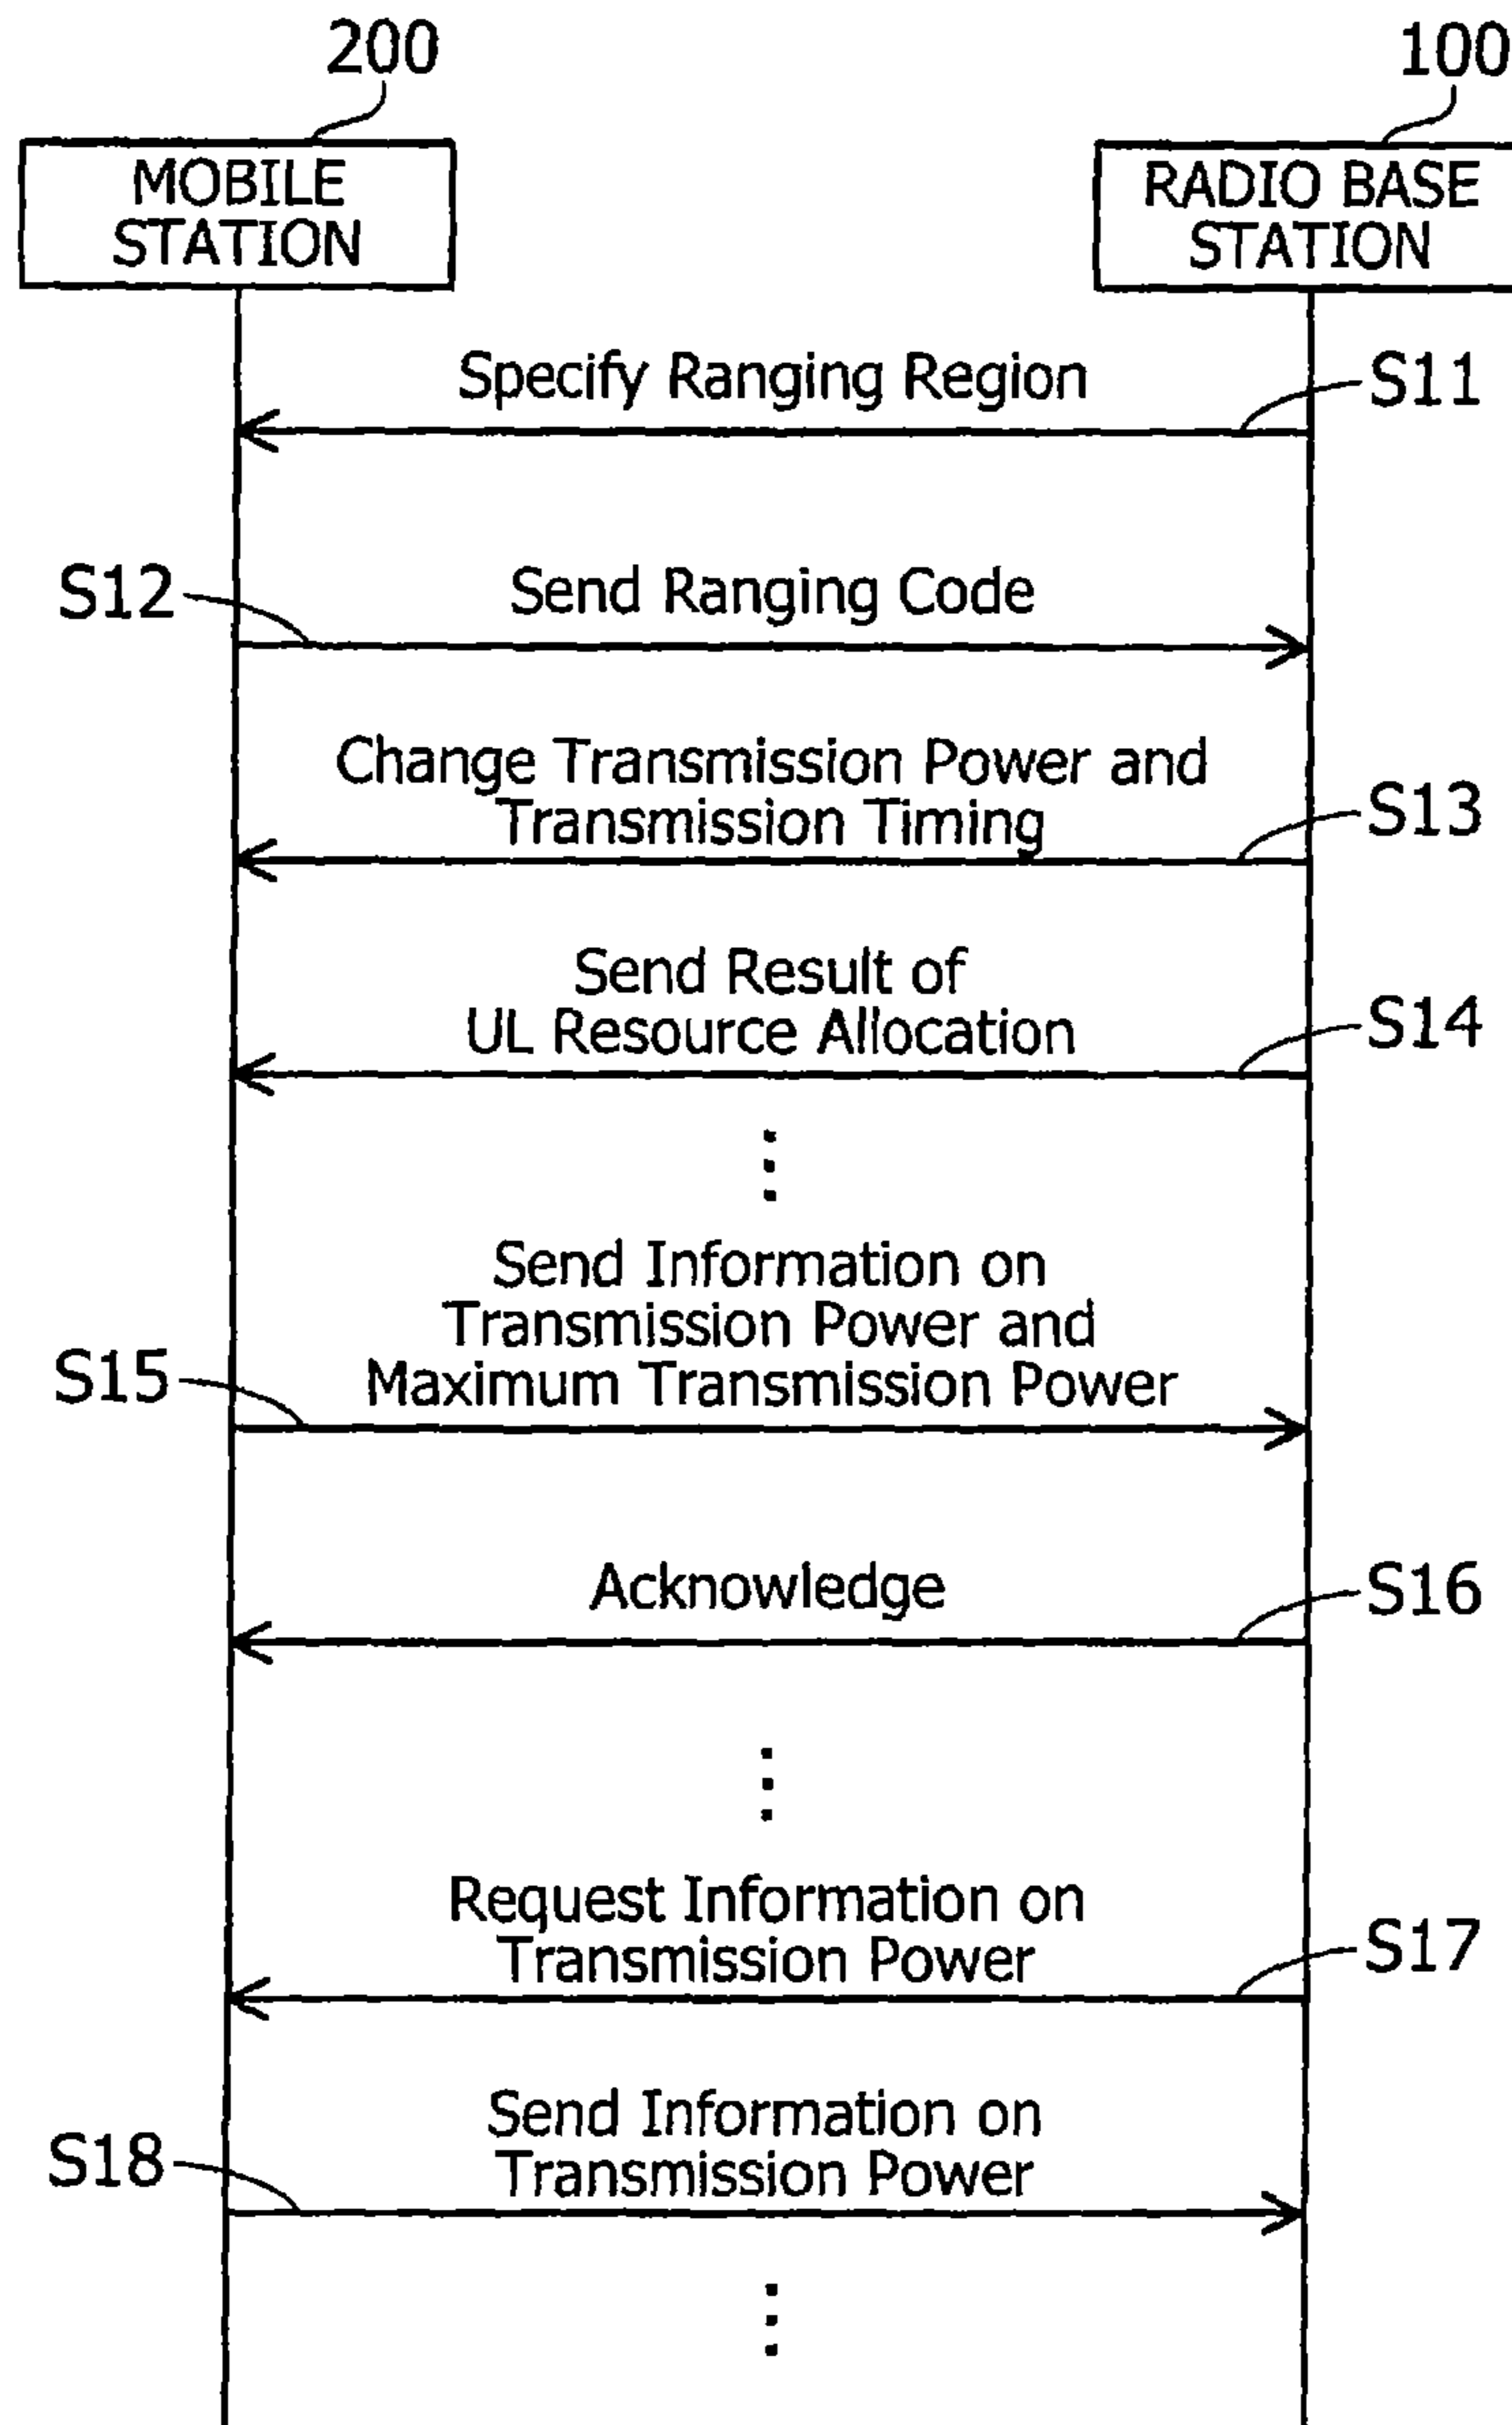 200
100
MOBILE
STATION
RADIO BASE
STATION
Specify Ranging Region
S11
S12
Send Ranging Code
Change Transmission Power and
Transmission Timing
S13
Send Result of
UL Resource Allocation
S14
Send Information on
Transmission Power and
Maximum Transmission Power
S15
Acknowledge
S16
Request Information on
Transmission Power
S17
Send Information on
Transmission Power
S18